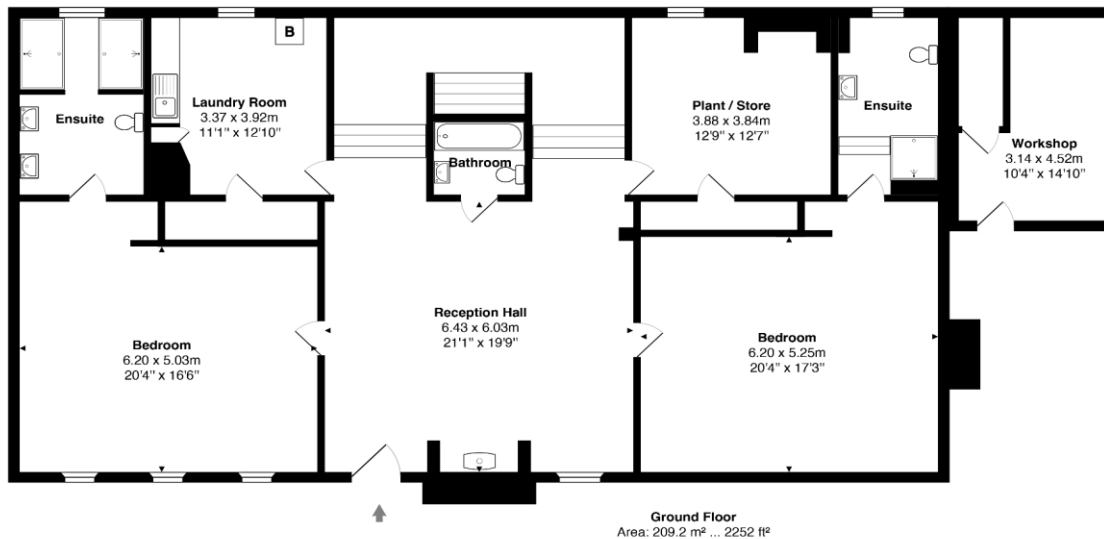 B
Laundry Room
3.37 x 3.92m
11'1" x 12'10"
Ensuite
Bathroom
Plant / Store
3.88 x 3.84m
12'9" x 12'7"
Ensuite
Workshop
3.14 x 4.52m
10'4" x 14'10"
Bedroom
6.20 x 5.03m
20'4" x 16'6"
Reception Hall
6.43 x 6.03m
21'1" x 19'9"
Bedroom
6.20 x 5.25m
20'4" x 17'3"
Ground Floor
Area: 209.2 m² ... 2252 ft²